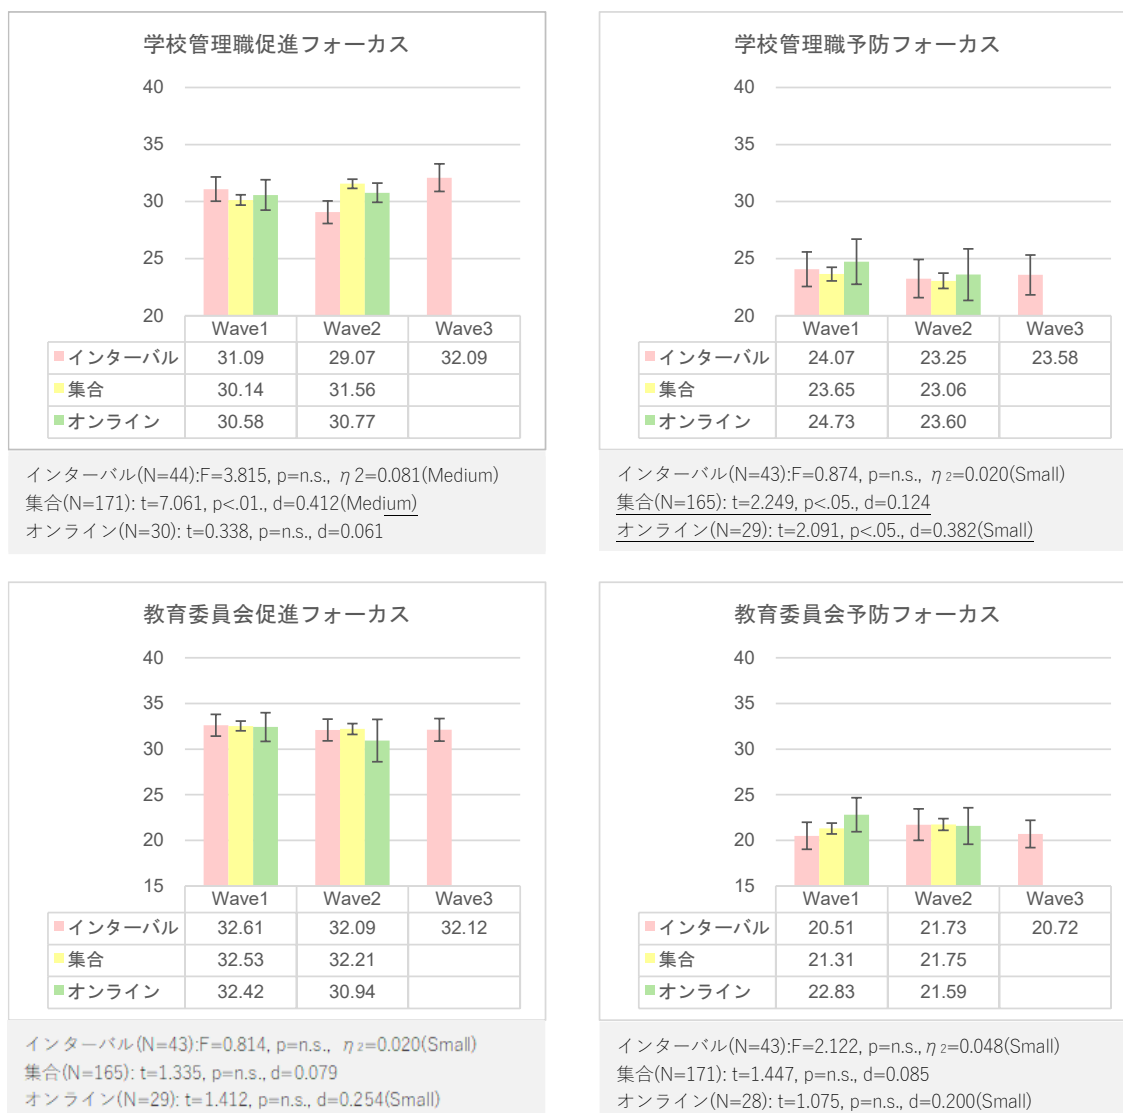 学校管理職促進フォーカス
40
35
30
25
20
Wave1 Wave2 Wave3
インターバル 31.09 29.07 32.09
集合 30.14 31.56
オンライン 30.58 30.77
インターバル(N=44):F=3.815, p=n.s., η2=0.081(Medium)
集合(N=171): t=7.061, p<.01., d=0.412(Medium)
オンライン(N=30): t=0.338, p=n.s., d=0.061
学校管理職予防フォーカス
40
35
30
25
20
Wave1 Wave2 Wave3
インターバル 24.07 23.25 23.58
集合 23.65 23.06
オンライン 24.73 23.60
インターバル(N=43):F=0.874, p=n.s., η2=0.020(Small)
集合(N=165): t=2.249, p<.05., d=0.124
オンライン(N=29): t=2.091, p<.05., d=0.382(Small)
教育委員会促進フォーカス
40
35
30
25
20
15
Wave1 Wave2 Wave3
インターバル 32.61 32.09 32.12
集合 32.53 32.21
オンライン 32.42 30.94
インターバル(N=43):F=0.814, p=n.s., η2=0.020(Small)
集合(N=165): t=1.335, p=n.s., d=0.079
オンライン(N=29): t=1.412, p=n.s., d=0.254(Small)
教育委員会予防フォーカス
40
35
30
25
20
15
Wave1 Wave2 Wave3
インターバル 20.51 21.73 20.72
集合 21.31 21.75
オンライン 22.83 21.59
インターバル(N=43):F=2.122, p=n.s., η2=0.048(Small)
集合(N=171): t=1.447, p=n.s., d=0.085
オンライン(N=28): t=1.075, p=n.s., d=0.200(Small)